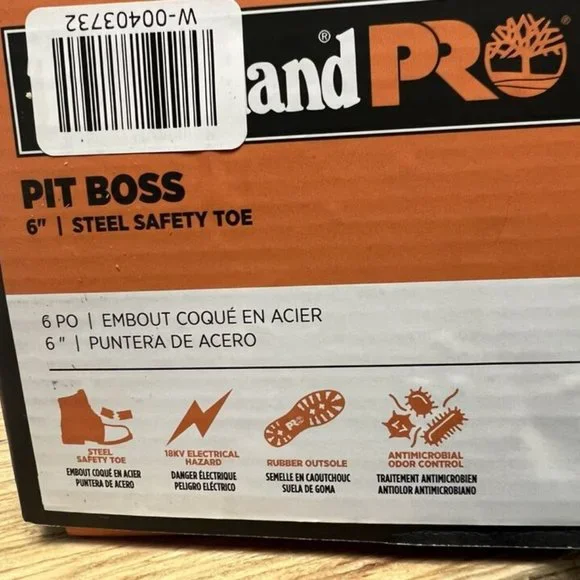 W-00403732
and® PRO
PIT BOSS
6" | STEEL SAFETY TOE
6 PO | EMBOUT COQUÉ EN ACIER
6" | PUNTERA DE ACERO
STEEL
SAFETY TOE
EMBOUT COQUÉ EN ACIER
PUNTERA DE ACERO
18KV ELECTRICAL
HAZARD
DANGER ÉLECTRIQUE
PELIGRO ELÉCTRICO
PRO
RUBBER OUTSOLE
SEMELLE EN CAOUTCHOUC
SUELA DE GOMA
ANTIMICROBIAL
ODOR CONTROL
TRAITEMENT ANTIMICROBIEN
ANTIOLOR ANTIMICROBIANO